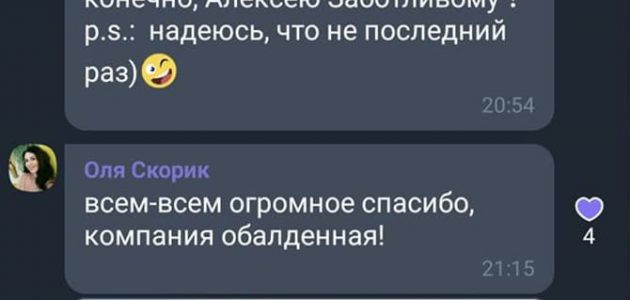 конечно, Алексею Заботливому !
p.s.: надеюсь, что не последний
раз)🤪
20:54
Оля Скорик
всем-всем огромное спасибо,
компания обалденная!
4
21:15